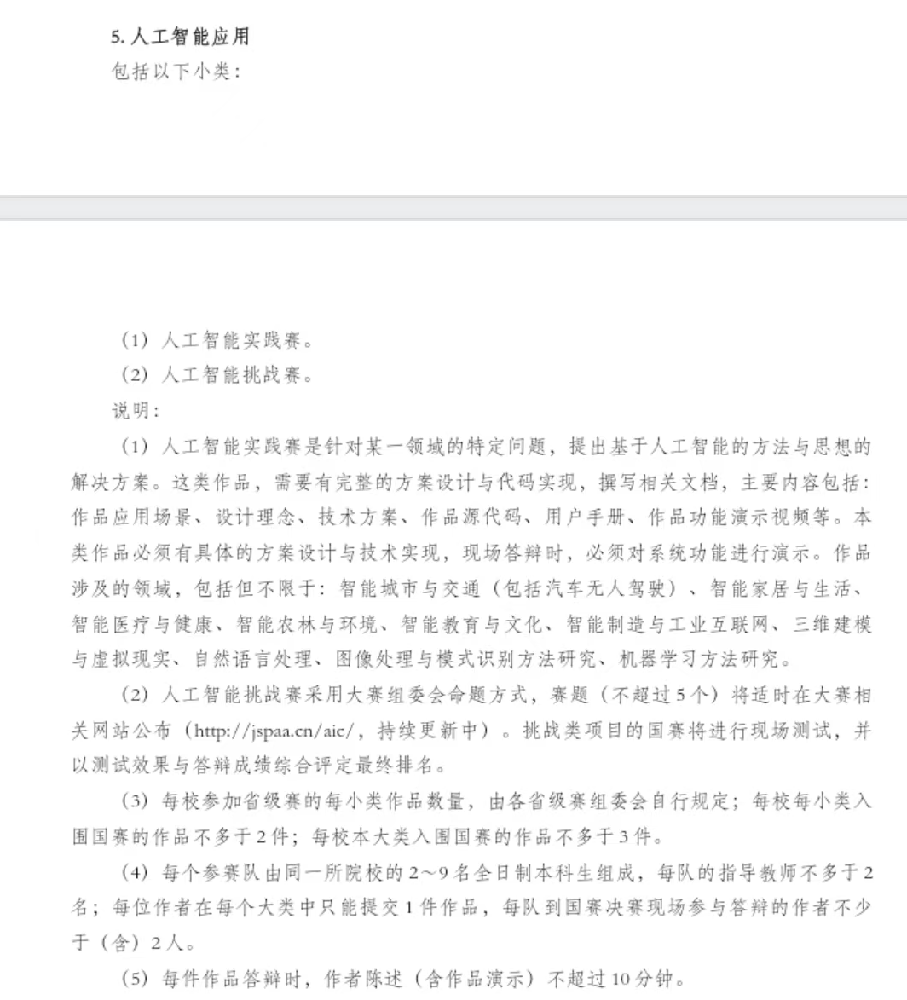 5. 人工智能应用
包括以下小类：
（1）人工智能实践赛。
（2）人工智能挑战赛。
说明：
（1）人工智能实践赛是针对某一领域的特定问题，提出基于人工智能的方法与思想的
解决方案。这类作品，需要有完整的方案设计与代码实现，撰写相关文档，主要内容包括：
作品应用场景、设计理念、技术方案、作品源代码、用户手册、作品功能演示视频等。本
类作品必须有具体的方案设计与技术实现，现场答辩时，必须对系统功能进行演示。作品
涉及的领域，包括但不限于：智能城市与交通（包括汽车无人驾驶）、智能家居与生活、
智能医疗与健康、智能农林与环境、智能教育与文化、智能制造与工业互联网、三维建模
与虚拟现实、自然语言处理、图像处理与模式识别方法研究、机器学习方法研究。
（2）人工智能挑战赛采用大赛组委会命题方式，赛题（不超过 5 个）将适时在大赛相
关网站公布（http://jspaa.cn/aic/，持续更新中）。挑战类项目的国赛将进行现场测试，并
以测试效果与答辩成绩综合评定最终排名。
（3）每校参加省级赛的每小类作品数量，由各省级赛组委会自行规定；每校每小类入
围国赛的作品不多于 2 件；每校本大类入围国赛的作品不多于 3 件。
（4）每个参赛队由同一所院校的 2～9 名全日制本科生组成，每队的指导教师不多于 2
名；每位作者在每个大类中只能提交 1 件作品，每队到国赛决赛现场参与答辩的作者不少
于（含）2 人。
（5）每件作品答辩时，作者陈述（含作品演示）不超过 10 分钟。